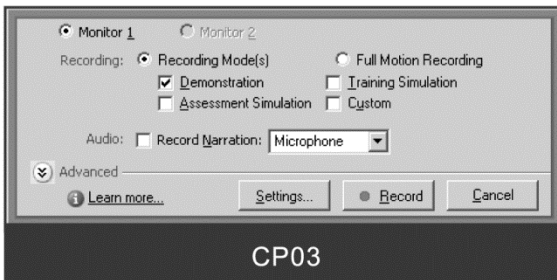 Monitor 1 Monitor 2
Recording: Recording Mode(s) Full Motion Recording
Demonstration Training Simulation
Assessment Simulation Custom
Audio: Record Narration: Microphone
Advanced
Learn more... Settings... Record Cancel
CP03